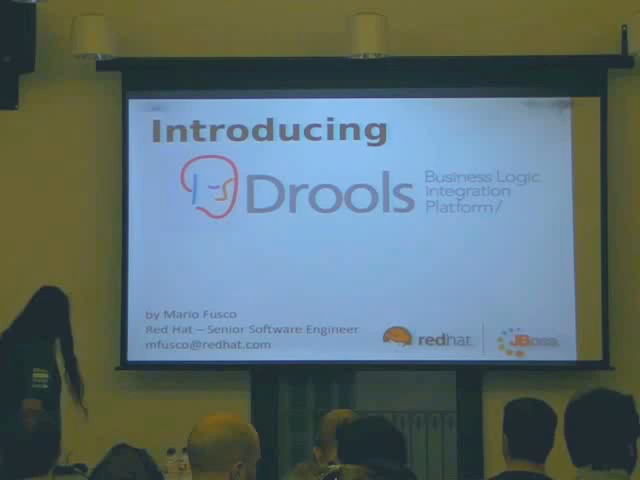 Introducing
Drools
Business Logic
integration
Platform/
by Mario Fusco
Red Hat – Senior Software Engineer
mfusco@redhat.com
redhat.
JBoss